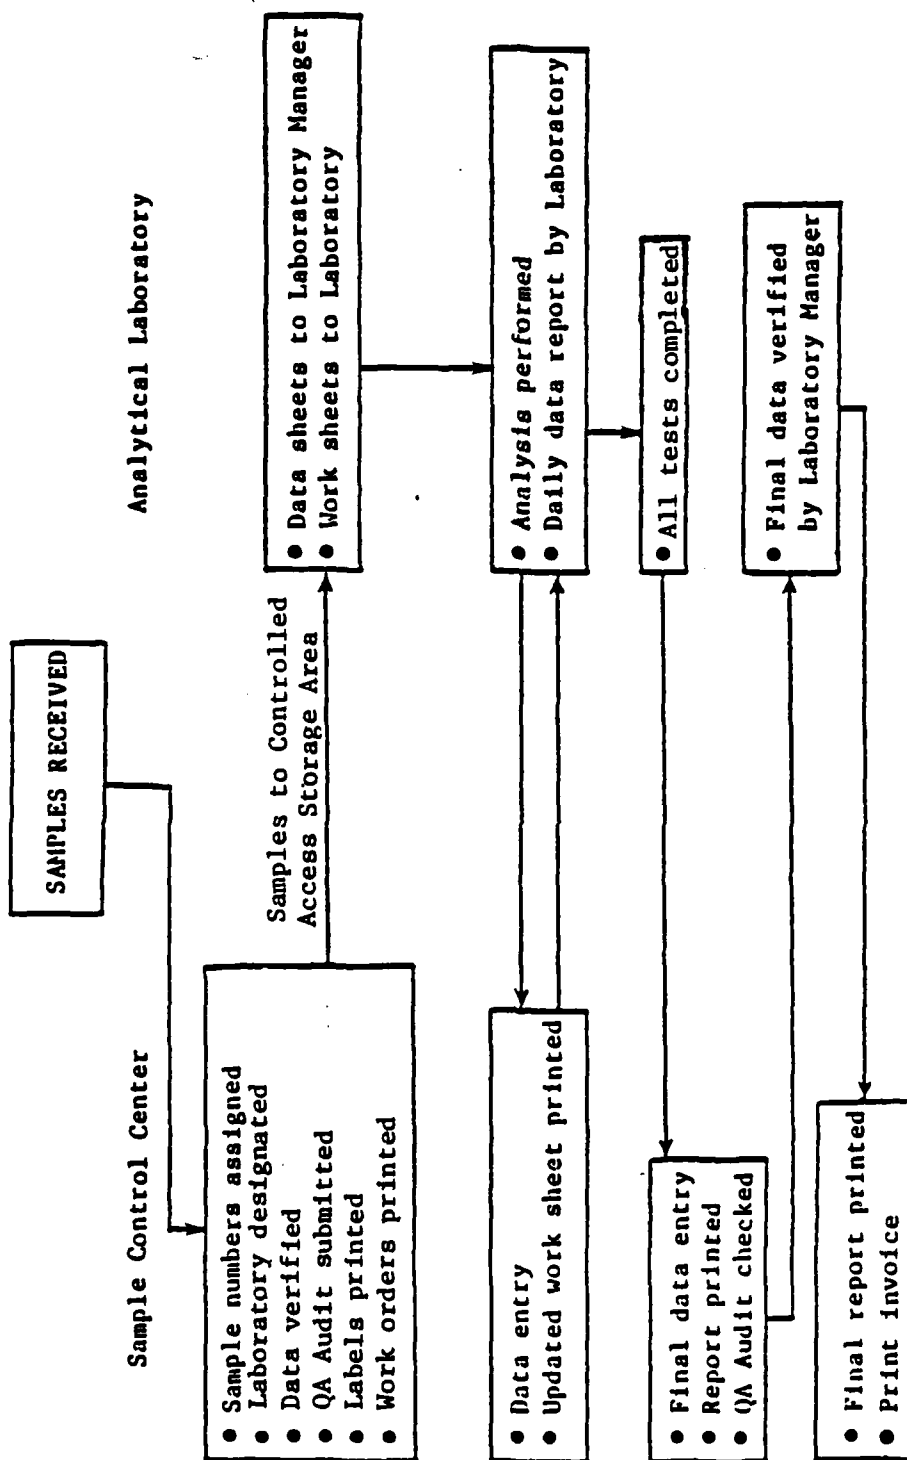 SAMPLES RECEIVED
Sample Control Center
Analytical Laboratory
● Sample numbers assigned
● Laboratory designated
● Data verified
● QA Audit submitted
● Labels printed
● Work orders printed
Samples to Controlled
Access Storage Area
● Data sheets to Laboratory Manager
● Work sheets to Laboratory
● Data entry
● Updated work sheet printed
● Analysis performed
● Daily data report by Laboratory
● All tests completed
● Final data entry
● Report printed
● QA Audit checked
● Final data verified
by Laboratory Manager
● Final report printed
● Print invoice